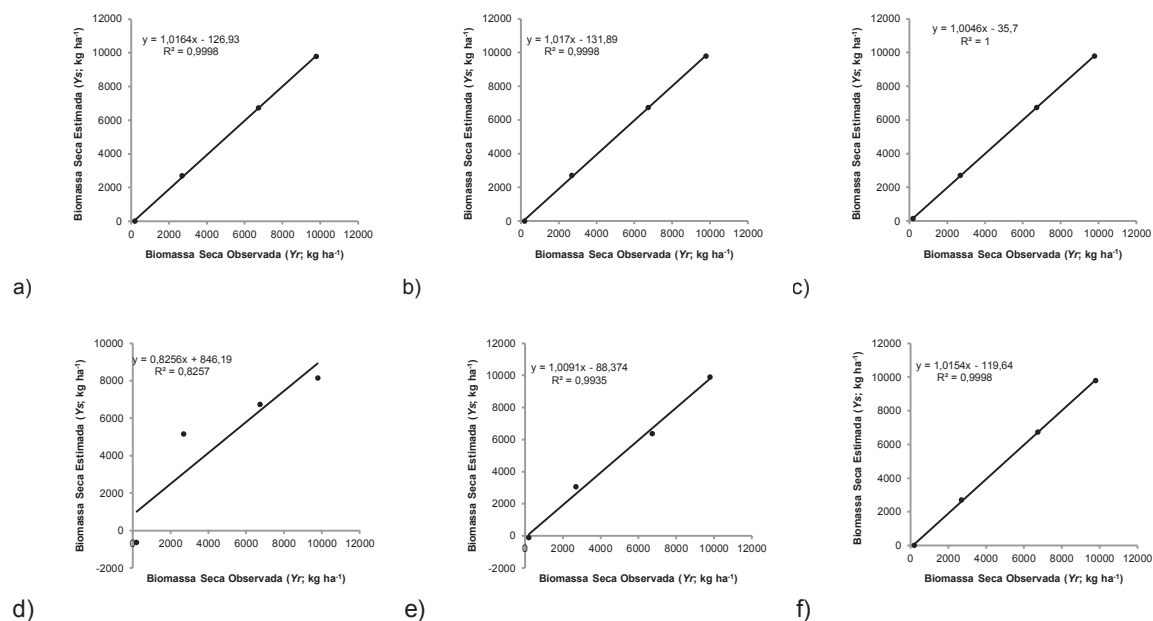 y = 1,0164x - 126,93
R² = 0,9998
Biomassa Seca Estimada (Ys; kg ha-1)
12000
10000
8000
6000
4000
2000
0
0 2000 4000 6000 8000 10000 12000
Biomassa Seca Observada (Yr; kg ha-1)
a)
y = 1,017x - 131,89
R² = 0,9998
Biomassa Seca Estimada (Ys; kg ha-1)
12000
10000
8000
6000
4000
2000
0
0 2000 4000 6000 8000 10000 12000
Biomassa Seca Observada (Yr; kg ha-1)
b)
y = 1,0046x - 35,7
R² = 1
Biomassa Seca Estimada (Ys; kg ha-1)
12000
10000
8000
6000
4000
2000
0
0 2000 4000 6000 8000 10000 12000
Biomassa Seca Observada (Yr; kg ha-1)
c)
y = 0,8256x + 846,19
R² = 0,8257
Biomassa Seca Estimada (Ys; kg ha-1)
10000
8000
6000
4000
2000
0
-2000
0 2000 4000 6000 8000 10000 12000
Biomassa Seca Observada (Yr; kg ha-1)
d)
y = 1,0091x - 88,374
R² = 0,9935
Biomassa Seca Estimada (Ys; kg ha-1)
12000
10000
8000
6000
4000
2000
0
-2000
0 2000 4000 6000 8000 10000 12000
Biomassa Seca Observada (Yr; kg ha-1)
e)
y = 1,0154x - 119,64
R² = 0,9998
Biomassa Seca Estimada (Ys; kg ha-1)
12000
10000
8000
6000
4000
2000
0
0 2000 4000 6000 8000 10000 12000
Biomassa Seca Observada (Yr; kg ha-1)
f)